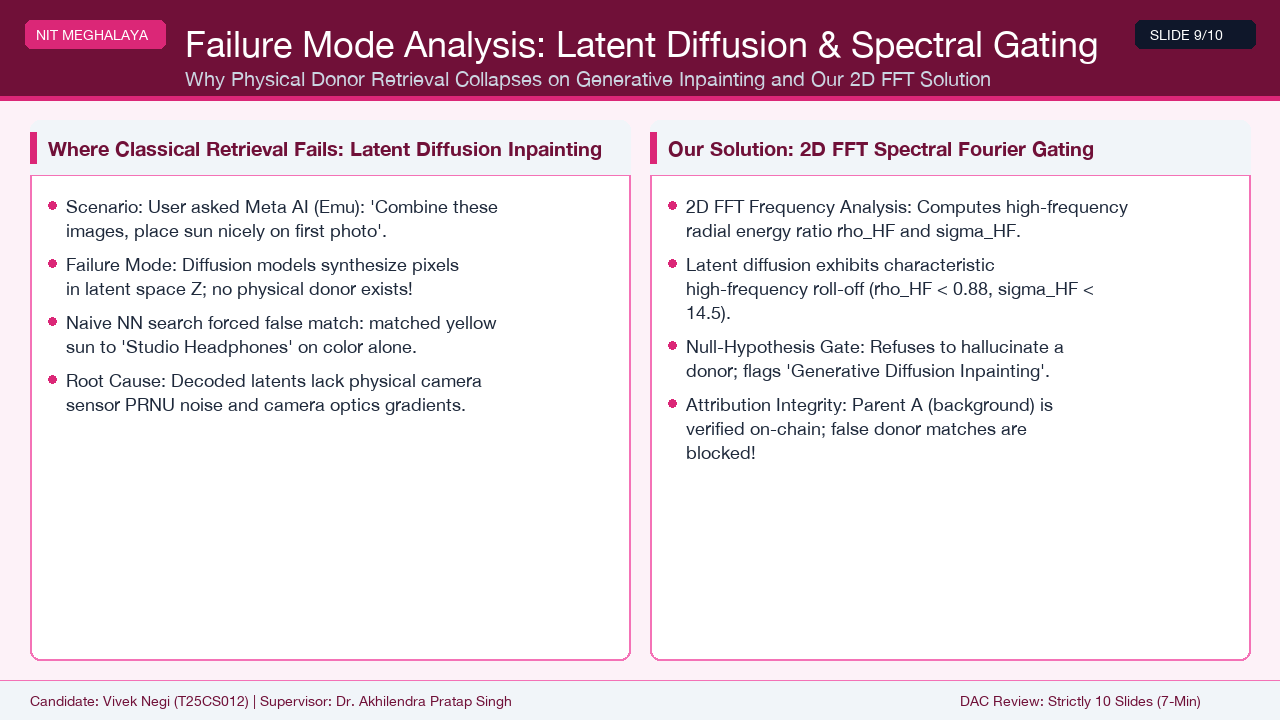 NIT MEGHALAYA
Failure Mode Analysis: Latent Diffusion & Spectral Gating
SLIDE 9/10
Why Physical Donor Retrieval Collapses on Generative Inpainting and Our 2D FFT Solution
Where Classical Retrieval Fails: Latent Diffusion Inpainting
Scenario: User asked Meta AI (Emu): 'Combine these
images, place sun nicely on first photo'.
Failure Mode: Diffusion models synthesize pixels
in latent space Z; no physical donor exists!
Naive NN search forced false match: matched yellow
sun to 'Studio Headphones' on color alone.
Root Cause: Decoded latents lack physical camera
sensor PRNU noise and camera optics gradients.
Our Solution: 2D FFT Spectral Fourier Gating
2D FFT Frequency Analysis: Computes high-frequency
radial energy ratio rho_HF and sigma_HF.
Latent diffusion exhibits characteristic
high-frequency roll-off (rho_HF < 0.88, sigma_HF <
14.5).
Null-Hypothesis Gate: Refuses to hallucinate a
donor; flags 'Generative Diffusion Inpainting'.
Attribution Integrity: Parent A (background) is
verified on-chain; false donor matches are
blocked!
Candidate: Vivek Negi (T25CS012) | Supervisor: Dr. Akhilendra Pratap Singh
DAC Review: Strictly 10 Slides (7-Min)